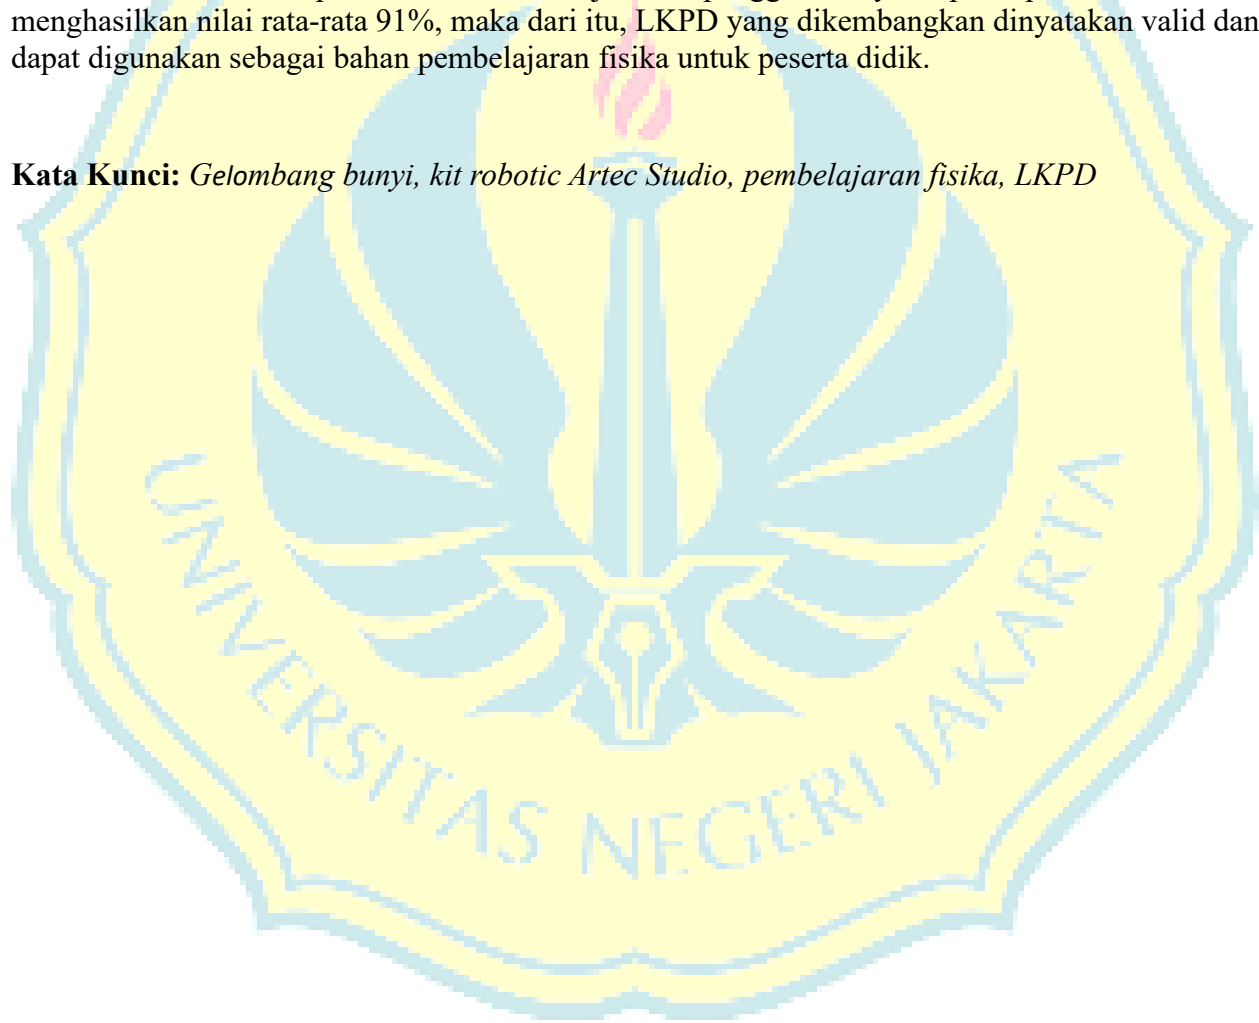 menghasilkan nilai rata-rata 91%, maka dari itu, LKPD yang dikembangkan dinyatakan valid dan
dapat digunakan sebagai bahan pembelajaran fisika untuk peserta didik.
Kata Kunci: Gelombang bunyi, kit robotic Artec Studio, pembelajaran fisika, LKPD
UNIVERSITAS NEGERI JAKARTA